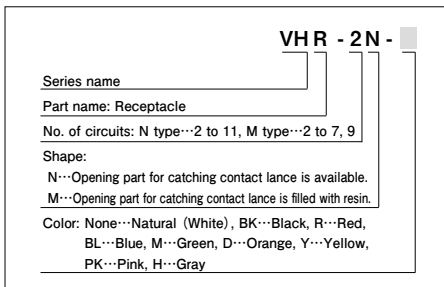 VHR-2N-
Series name
Part name: Receptacle
No. of circuits: N type…2 to 11, M type…2 to 7, 9
Shape:
N…Opening part for catching contact lance is available.
M…Opening part for catching contact lance is filled with resin.
Color: None…Natural (White), BK…Black, R…Red,
BL…Blue, M…Green, D…Orange, Y…Yellow,
PK…Pink, H…Gray